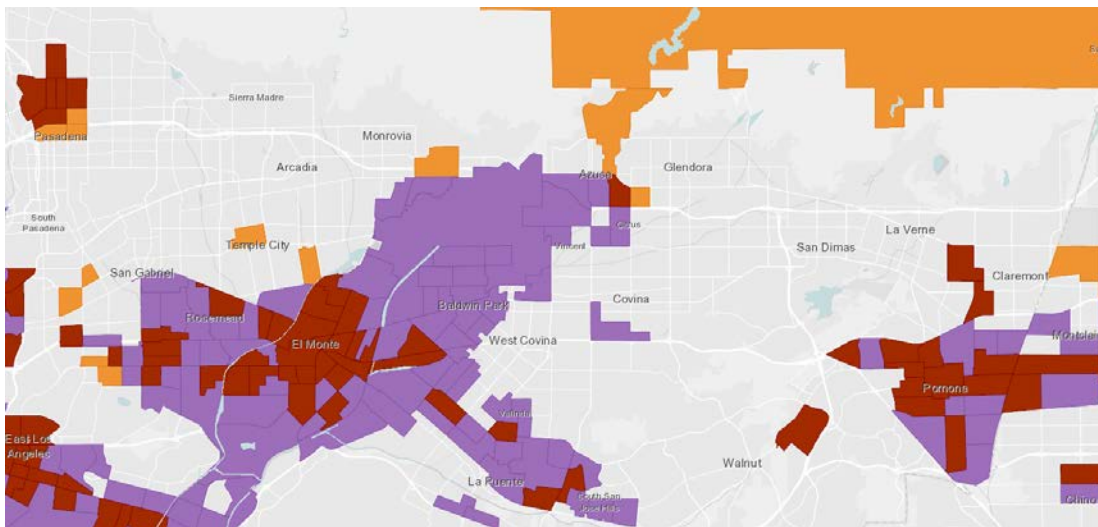 Sierra Madre
Pasadena
Monrovia
Arcadia
Glendora
Azusa
South
Pasadena
Citrus
La Verne
Temple City
Vincent
San Dimas
San Gabriel
Claremont
Baldwin Park
Covina
Rosemead
El Monte
West Covina
Montclair
Pomona
Valinda
East Los
Angeles
Walnut
La Puente
South San
Jose Hills
Chino